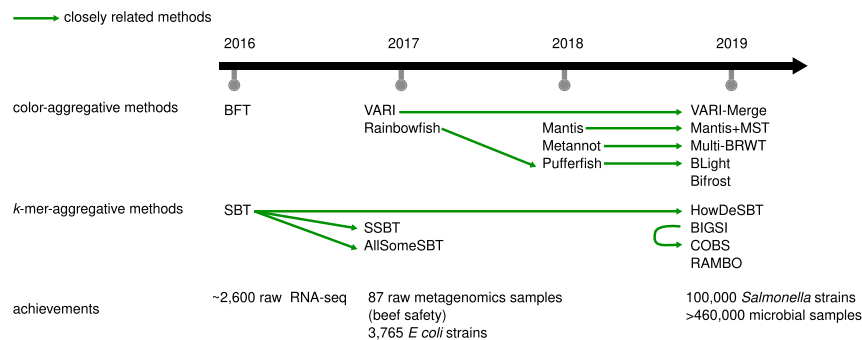 closely related methods
2016 2017 2018 2019
color-aggregative methods BFT VARI VARI-Merge
Rainbowfish Mantis Mantis+MST
Metannot Multi-BRWT
Pufferfish BLight
Bifrost
k-mer-aggregative methods SBT HowDeSBT
SSBT BIGSI
AllSomeSBT COBS
RAMBO
achievements ~2,600 raw RNA-seq 87 raw metagenomics samples 100,000 Salmonella strains
(beef safety) >460,000 microbial samples
3,765 E coli strains